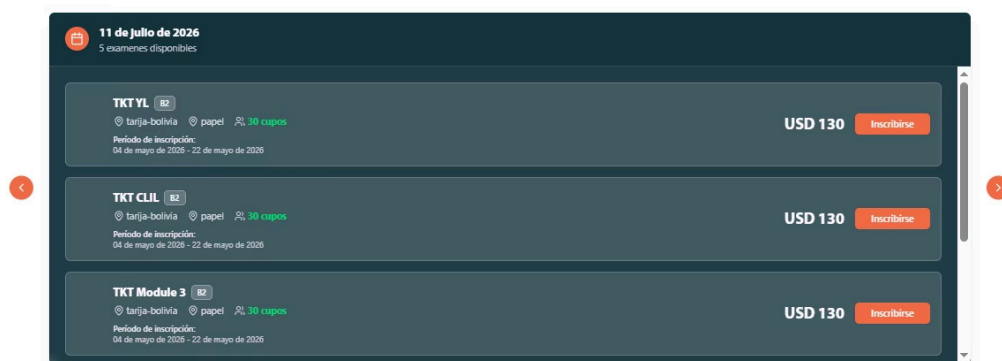 11 de Julio de 2026
5 examenes disponibles
TKT YL B2
tarija-bolivia papel 30 cupos
USD 130 Inscribirse
Período de inscripción:
04 de mayo de 2026 - 22 de mayo de 2026
TKT CLIL B2
tarija-bolivia papel 30 cupos
USD 130 Inscribirse
Período de inscripción:
04 de mayo de 2026 - 22 de mayo de 2026
TKT Module 3 B2
tarija-bolivia papel 30 cupos
USD 130 Inscribirse
Período de inscripción:
04 de mayo de 2026 - 22 de mayo de 2026